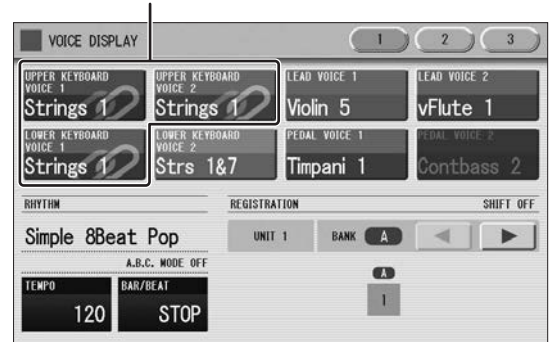 VOICE DISPLAY
1 2 3
UPPER KEYBOARD
VOICE 1
Strings 1
UPPER KEYBOARD
VOICE 2
Strings 1
LEAD VOICE 1
Violin 5
LEAD VOICE 2
vFlute 1
LOWER KEYBOARD
VOICE 1
Strings 1
LOWER KEYBOARD
VOICE 2
Strs 1&7
PEDAL VOICE 1
Timpani 1
PEDAL VOICE 2
Contbass 2
RHYTHM
Simple 8Beat Pop
A.B.C. MODE OFF
TEMPO
120
BAR/BEAT
STOP
REGISTRATION SHIFT OFF
UNIT 1 BANK A
A
1